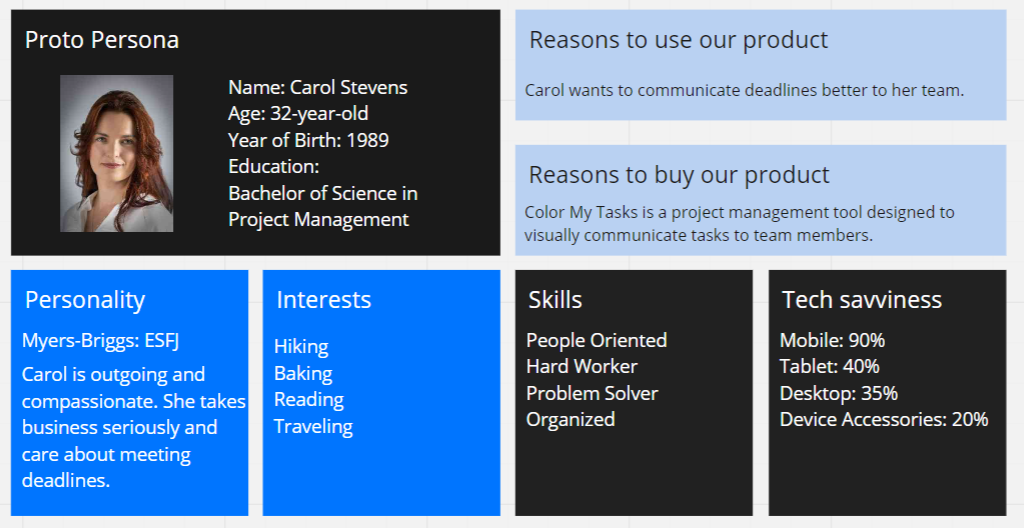 Proto Persona
Name: Carol Stevens
Age: 32-year-old
Year of Birth: 1989
Education:
Bachelor of Science in
Project Management
Reasons to use our product
Carol wants to communicate deadlines better to her team.
Reasons to buy our product
Color My Tasks is a project management tool designed to
visually communicate tasks to team members.
Personality
Myers-Briggs: ESFJ
Carol is outgoing and
compassionate. She takes
business seriously and
care about meeting
deadlines.
Interests
Hiking
Baking
Reading
Traveling
Skills
People Oriented
Hard Worker
Problem Solver
Organized
Tech savviness
Mobile: 90%
Tablet: 40%
Desktop: 35%
Device Accessories: 20%